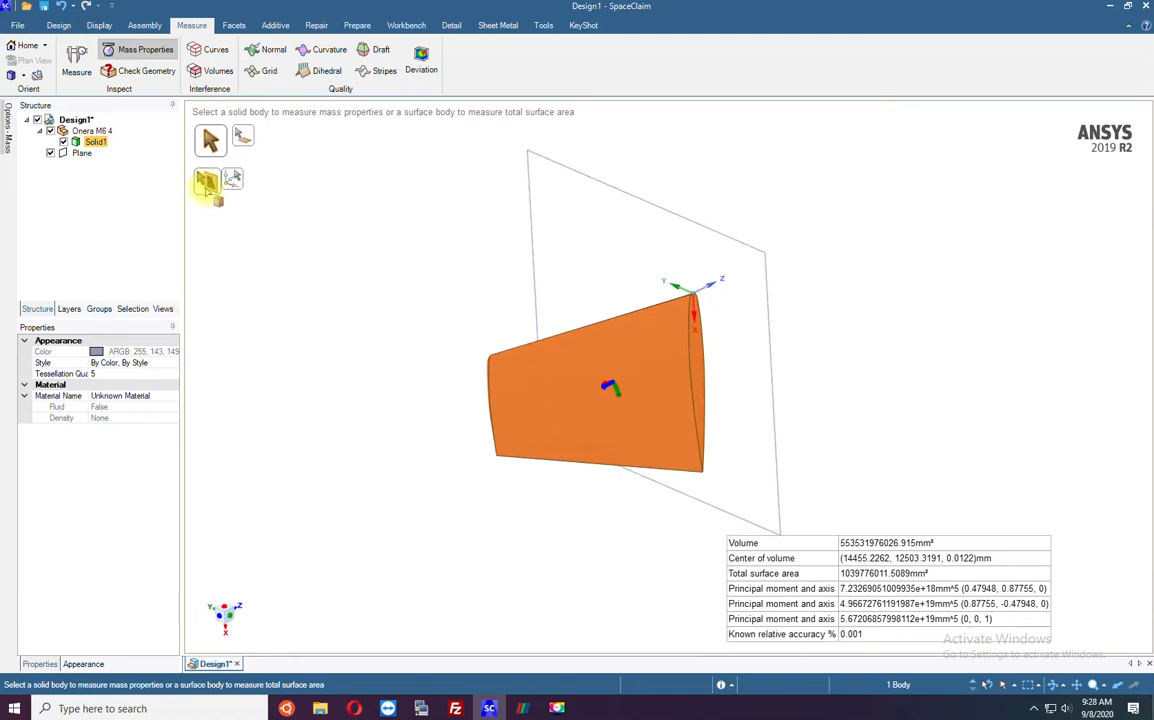 Design1 - SpaceClaim
File Design Display Assembly Measure Facets Additive Repair Prepare Workbench Detail Sheet Metal Tools KeyShot
Home Mass Properties Curves Normal Curvature Draft
Plan View Measure Check Geometry Volumes Grid Dihedral Stripes Deviation
Orient Inspect Interference Quality
Options - Mass
Structure
Design1*
Onera M6 4
Solid1
Plane
Structure Layers Groups Selection Views
Properties
Appearance
Color ARGB: 255, 143, 149
Style By Color, By Style
Tessellation Qua 5
Material
Material Name Unknown Material
Fluid False
Density None
Properties Appearance
Select a solid body to measure mass properties or a surface body to measure total surface area
ANSYS
2019 R2
Y Z
X
Volume 553531976026.915mm³
Center of volume (14455.2262, 12503.3191, 0.0122)mm
Total surface area 1039776011.5089mm²
Principal moment and axis 7.23269051009935e+18mm^5 (0.47948, 0.87755, 0)
Principal moment and axis 4.96672761191987e+19mm^5 (0.87755, -0.47948, 0)
Principal moment and axis 5.67206857998112e+19mm^5 (0, 0, 1)
Known relative accuracy % 0.001
Activate Windows
Go to Settings to activate Windows.
Y Z
X
Design1*
Select a solid body to measure mass properties or a surface body to measure total surface area
1 Body
Type here to search
9:28 AM
9/8/2020